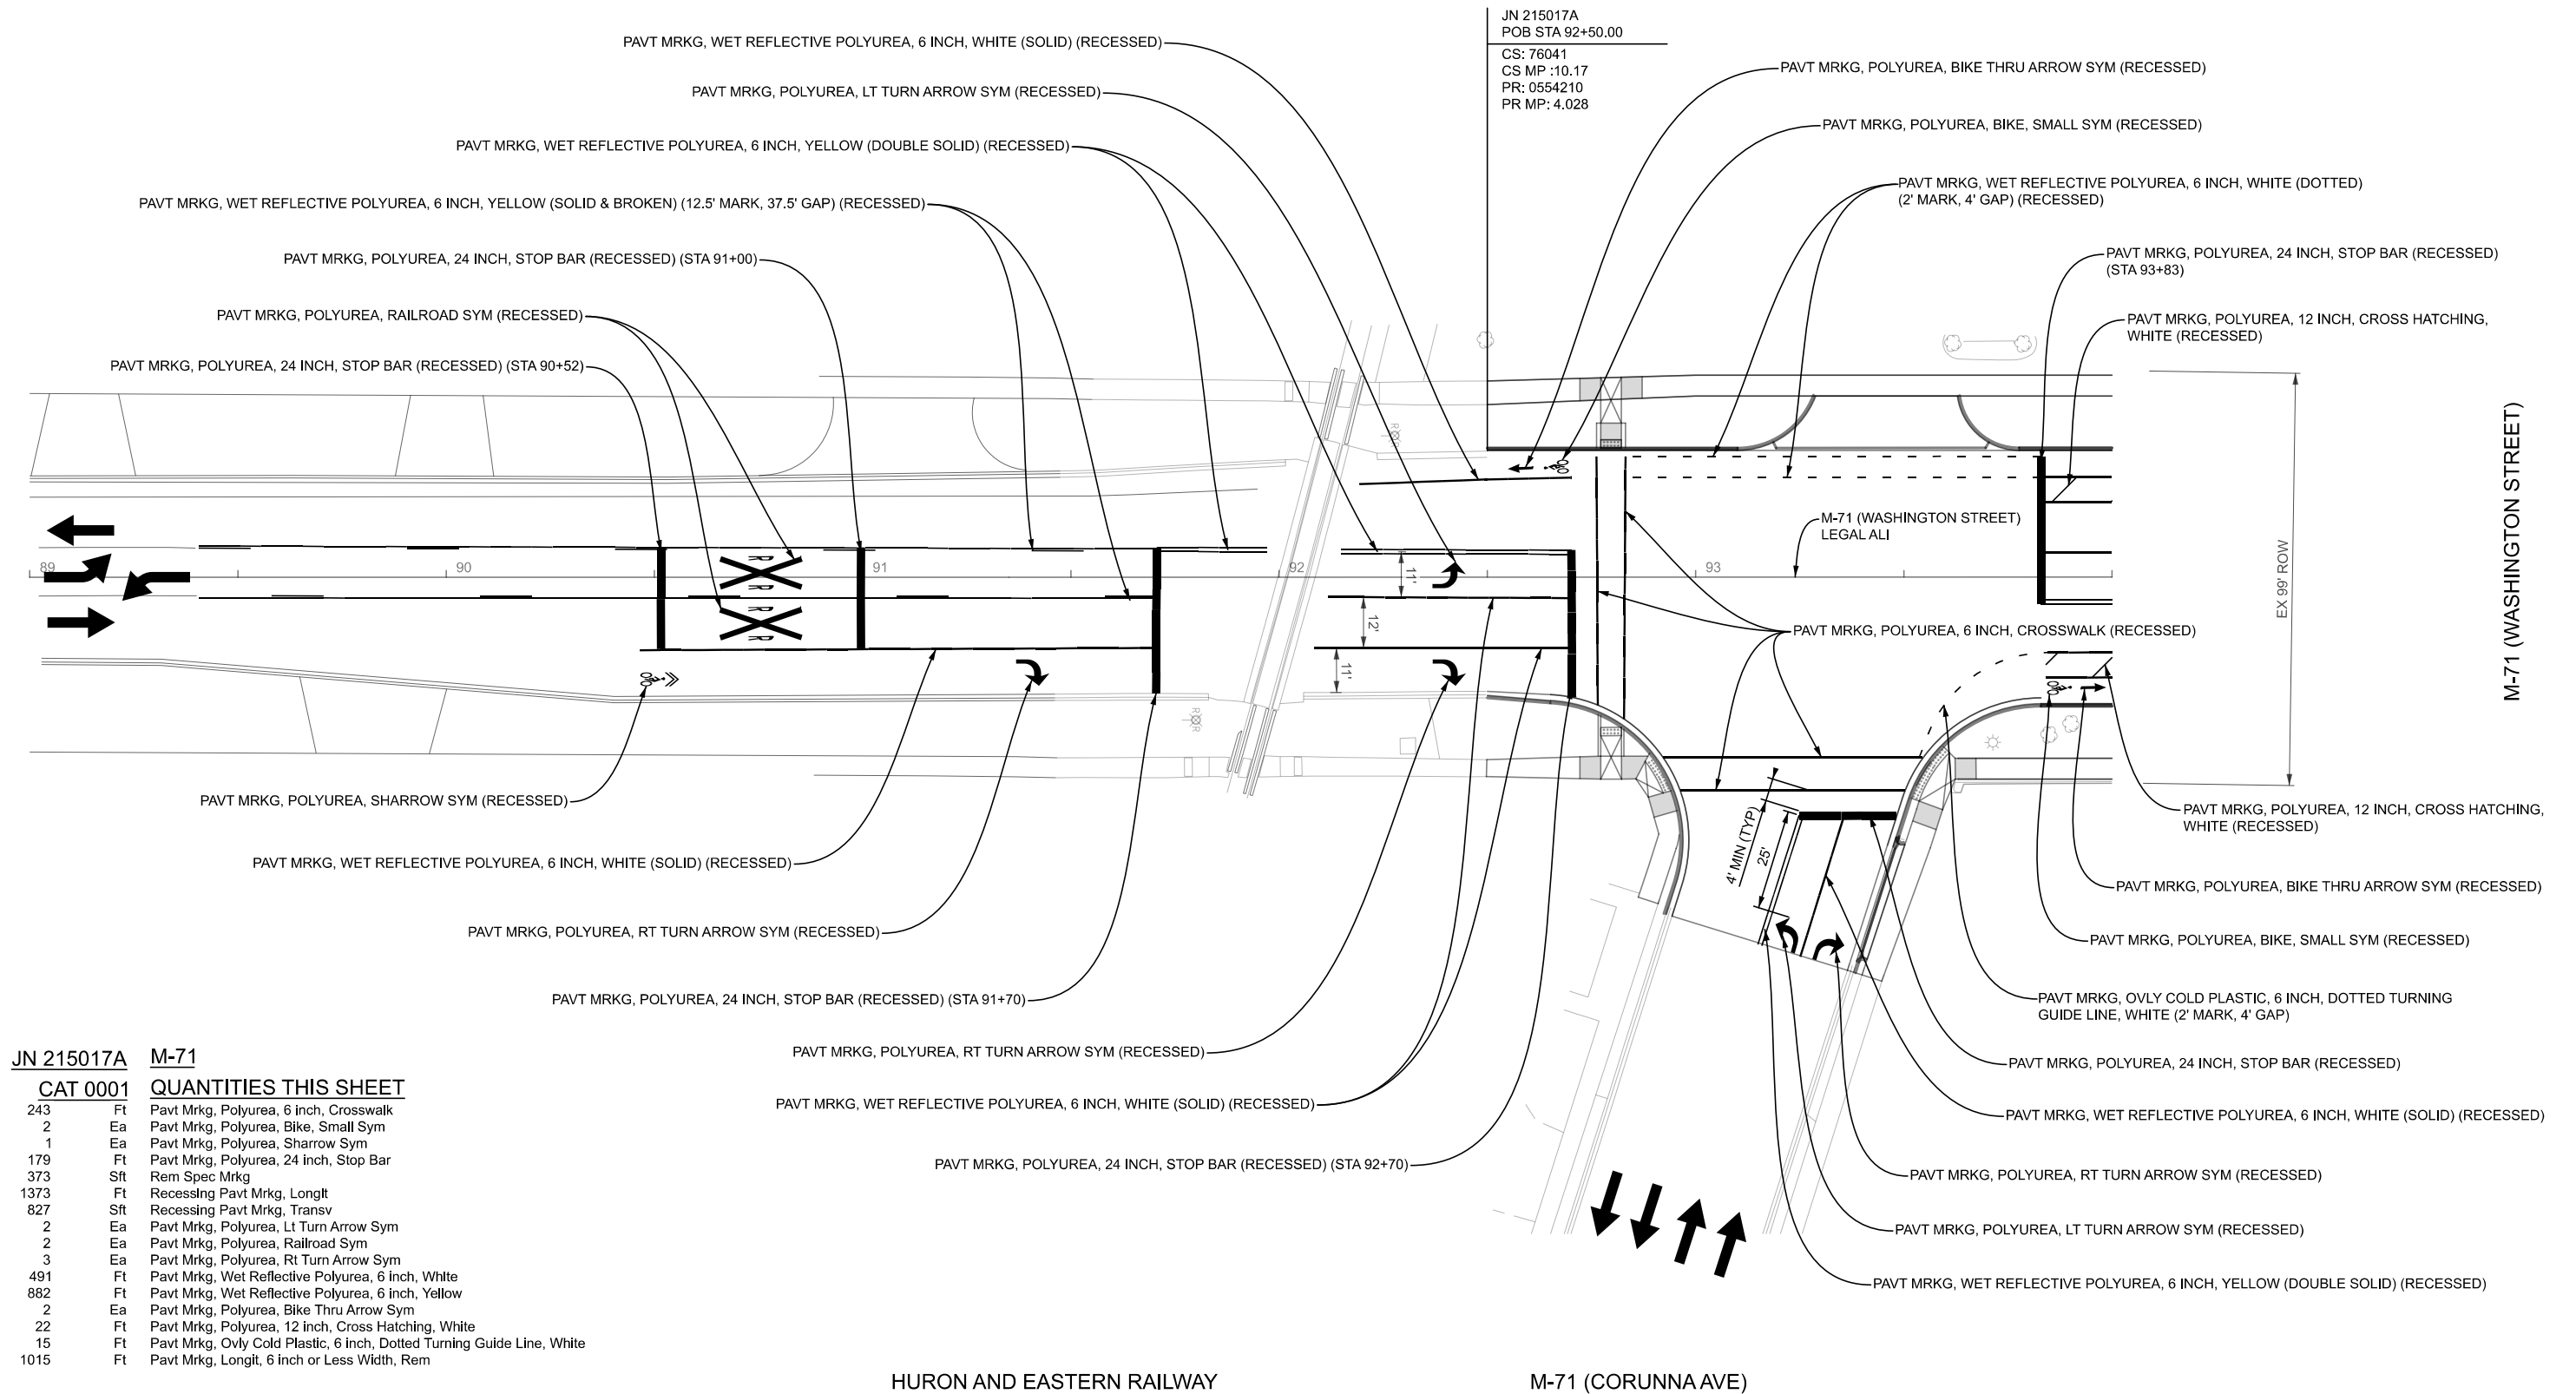 JN 215017A
POB STA 92+50.00
CS: 76041
CS MP :10.17
PR: 0554210
PR MP: 4.028
PAVT MRKG, WET REFLECTIVE POLYUREA, 6 INCH, WHITE (SOLID) (RECESSED)
PAVT MRKG, POLYUREA, LT TURN ARROW SYM (RECESSED)
PAVT MRKG, WET REFLECTIVE POLYUREA, 6 INCH, YELLOW (DOUBLE SOLID) (RECESSED)
PAVT MRKG, WET REFLECTIVE POLYUREA, 6 INCH, YELLOW (SOLID & BROKEN) (12.5' MARK, 37.5' GAP) (RECESSED)
PAVT MRKG, POLYUREA, 24 INCH, STOP BAR (RECESSED) (STA 91+00)
PAVT MRKG, POLYUREA, RAILROAD SYM (RECESSED)
PAVT MRKG, POLYUREA, 24 INCH, STOP BAR (RECESSED) (STA 90+52)
PAVT MRKG, POLYUREA, BIKE THRU ARROW SYM (RECESSED)
PAVT MRKG, POLYUREA, BIKE, SMALL SYM (RECESSED)
PAVT MRKG, WET REFLECTIVE POLYUREA, 6 INCH, WHITE (DOTTED)
(2' MARK, 4' GAP) (RECESSED)
PAVT MRKG, POLYUREA, 24 INCH, STOP BAR (RECESSED)
(STA 93+83)
PAVT MRKG, POLYUREA, 12 INCH, CROSS HATCHING,
WHITE (RECESSED)
M-71 (WASHINGTON STREET)
LEGAL ALI
EX 99' ROW
M-71 (WASHINGTON STREET)
89
90
91
92
93
R
R
R
R
R
R
R
R
11'
12'
11'
PAVT MRKG, POLYUREA, 6 INCH, CROSSWALK (RECESSED)
PAVT MRKG, POLYUREA, SHARROW SYM (RECESSED)
PAVT MRKG, WET REFLECTIVE POLYUREA, 6 INCH, WHITE (SOLID) (RECESSED)
PAVT MRKG, POLYUREA, RT TURN ARROW SYM (RECESSED)
PAVT MRKG, POLYUREA, 24 INCH, STOP BAR (RECESSED) (STA 91+70)
PAVT MRKG, POLYUREA, RT TURN ARROW SYM (RECESSED)
PAVT MRKG, WET REFLECTIVE POLYUREA, 6 INCH, WHITE (SOLID) (RECESSED)
PAVT MRKG, POLYUREA, 24 INCH, STOP BAR (RECESSED) (STA 92+70)
4' MIN (TYP)
25'
PAVT MRKG, POLYUREA, 12 INCH, CROSS HATCHING,
WHITE (RECESSED)
PAVT MRKG, POLYUREA, BIKE THRU ARROW SYM (RECESSED)
PAVT MRKG, POLYUREA, BIKE, SMALL SYM (RECESSED)
PAVT MRKG, OVLY COLD PLASTIC, 6 INCH, DOTTED TURNING
GUIDE LINE, WHITE (2' MARK, 4' GAP)
PAVT MRKG, POLYUREA, 24 INCH, STOP BAR (RECESSED)
PAVT MRKG, WET REFLECTIVE POLYUREA, 6 INCH, WHITE (SOLID) (RECESSED)
PAVT MRKG, POLYUREA, RT TURN ARROW SYM (RECESSED)
PAVT MRKG, POLYUREA, LT TURN ARROW SYM (RECESSED)
PAVT MRKG, WET REFLECTIVE POLYUREA, 6 INCH, YELLOW (DOUBLE SOLID) (RECESSED)
JN 215017A M-71
CAT 0001 QUANTITIES THIS SHEET
243 Ft Pavt Mrkg, Polyurea, 6 inch, Crosswalk
2 Ea Pavt Mrkg, Polyurea, Bike, Small Sym
1 Ea Pavt Mrkg, Polyurea, Sharrow Sym
179 Ft Pavt Mrkg, Polyurea, 24 inch, Stop Bar
373 Sft Rem Spec Mrkg
1373 Ft Recessing Pavt Mrkg, Longit
827 Sft Recessing Pavt Mrkg, Transv
2 Ea Pavt Mrkg, Polyurea, Lt Turn Arrow Sym
2 Ea Pavt Mrkg, Polyurea, Railroad Sym
3 Ea Pavt Mrkg, Polyurea, Rt Turn Arrow Sym
491 Ft Pavt Mrkg, Wet Reflective Polyurea, 6 inch, White
882 Ft Pavt Mrkg, Wet Reflective Polyurea, 6 inch, Yellow
2 Ea Pavt Mrkg, Polyurea, Bike Thru Arrow Sym
22 Ft Pavt Mrkg, Polyurea, 12 inch, Cross Hatching, White
15 Ft Pavt Mrkg, Ovly Cold Plastic, 6 inch, Dotted Turning Guide Line, White
1015 Ft Pavt Mrkg, Longit, 6 inch or Less Width, Rem
HURON AND EASTERN RAILWAY
M-71 (CORUNNA AVE)